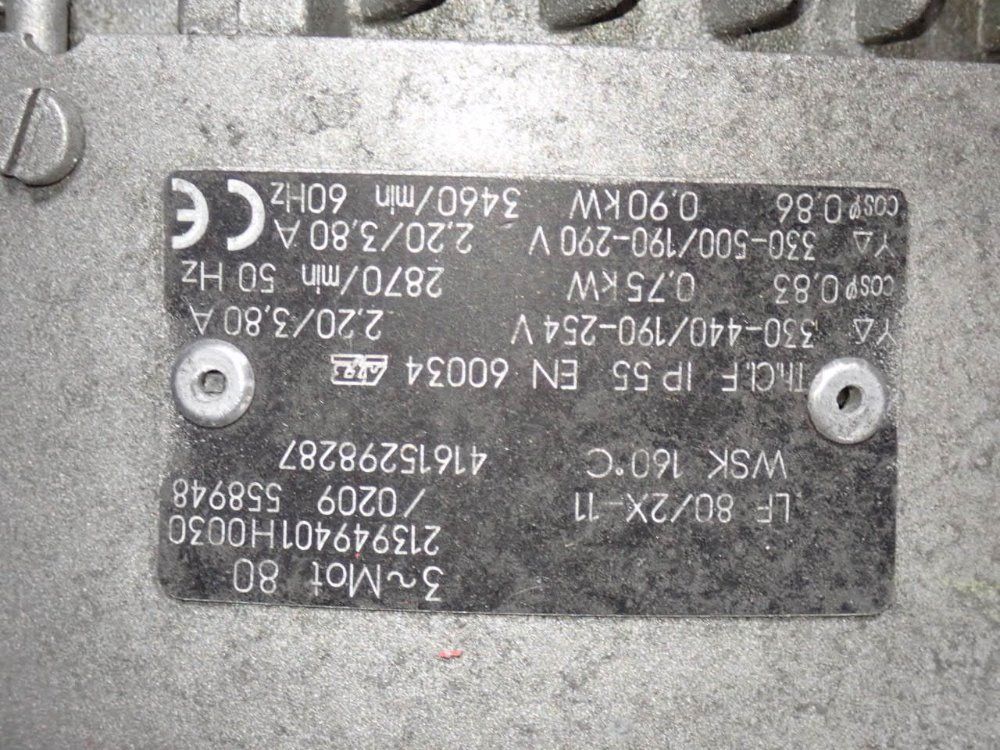 3~Mot 80
213949401H0030
LF 80/2X-11 /0209 558948
WSK 160°C 41615298287
Th.Cl.F IP 55 EN 60034
Y△ 330-440/190-254 V 2,20/3,80 A
cosφ 0,83 0,75 kW 2870/min 50 Hz
Y△ 330-500/190-290 V 2,20/3,80 A
cosφ 0,86 0,90 kW 3460/min 60Hz
CE